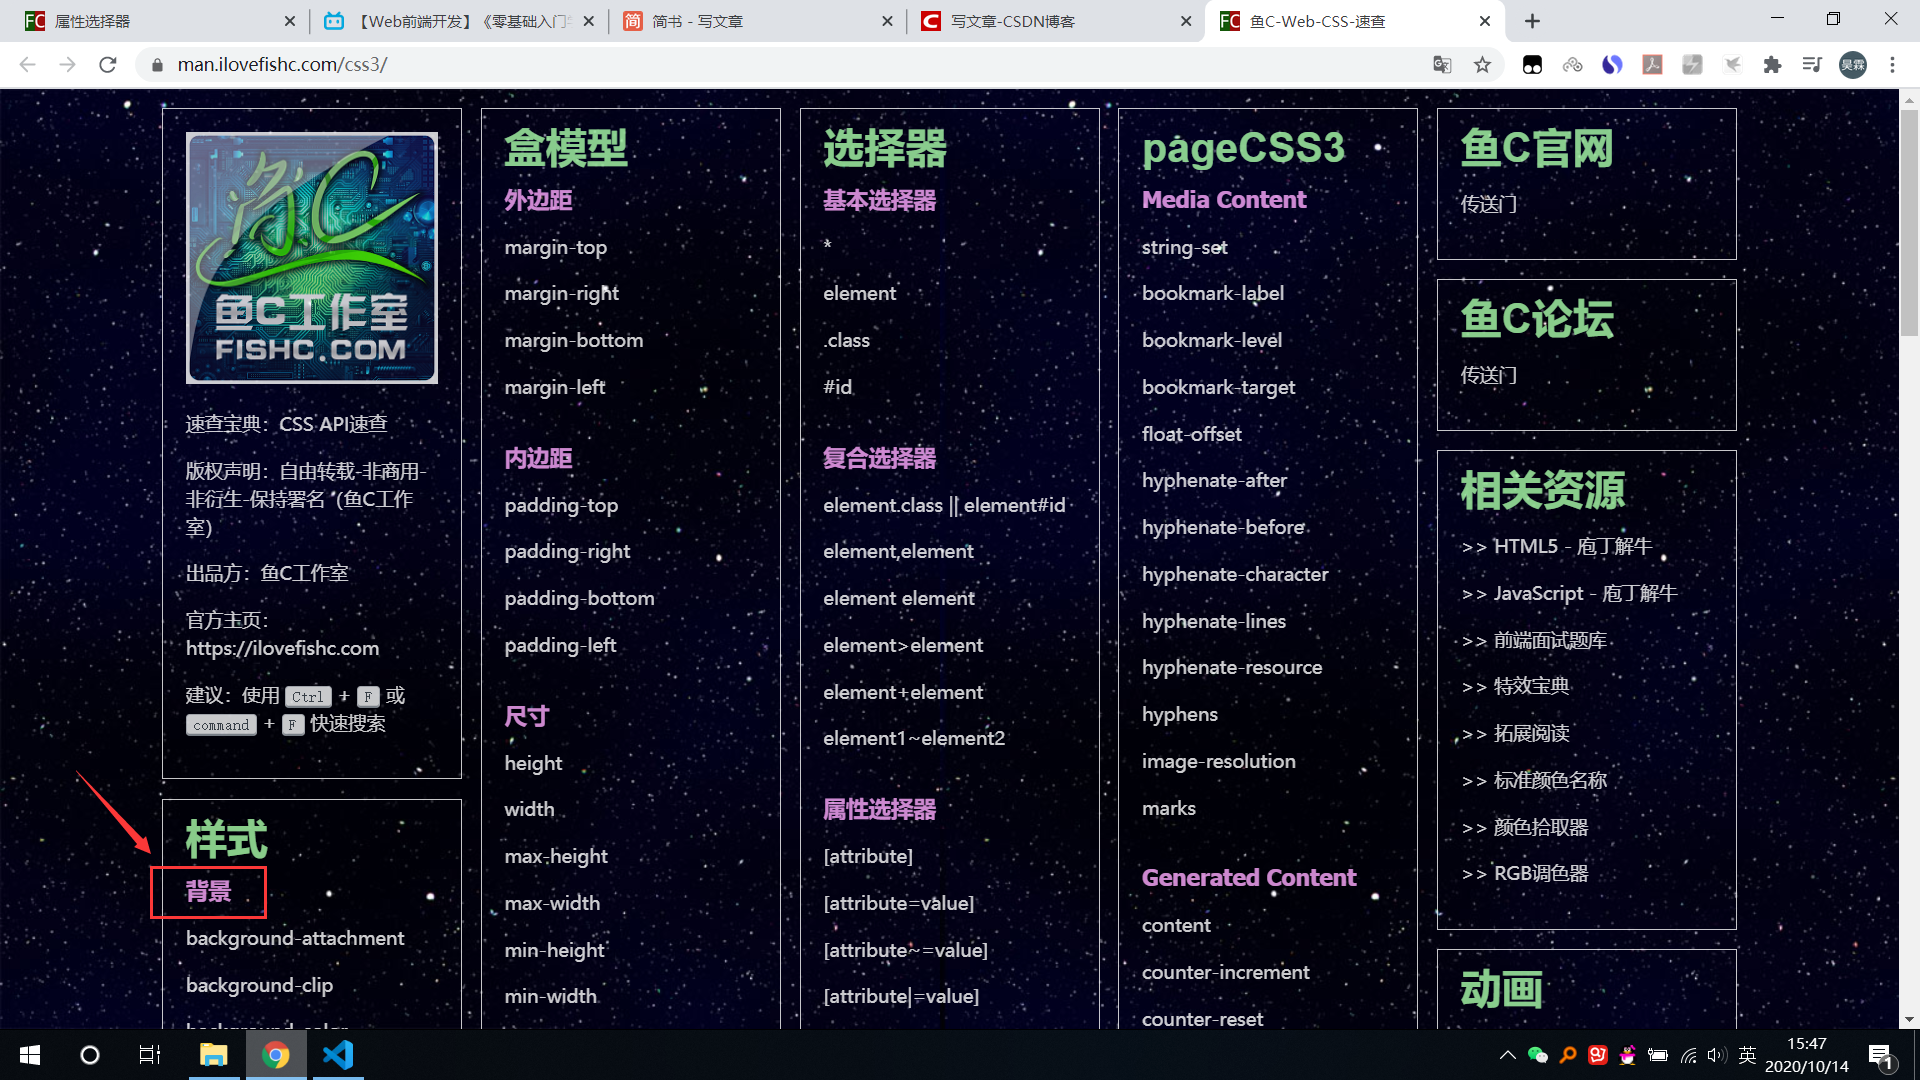 属性选择器
【Web前端开发】《零基础入门
简书 - 写文章
写文章-CSDN博客
鱼C-Web-CSS-速查
man.ilovefishc.com/css3/
昊霖
鱼C
鱼C工作室
FISHC.COM
速查宝典：CSS API速查
版权声明：自由转载-非商用-
非衍生-保持署名（鱼C工作
室）
出品方：鱼C工作室
官方主页：
https://ilovefishc.com
建议：使用 Ctrl + F 或
command + F 快速搜索
样式
背景
background-attachment
background-clip
background-color
盒模型
外边距
margin-top
margin-right
margin-bottom
margin-left
内边距
padding-top
padding-right
padding-bottom
padding-left
尺寸
height
width
max-height
max-width
min-height
min-width
选择器
基本选择器
*
element
.class
#id
复合选择器
element.class || element#id
element,element
element element
element>element
element+element
element1~element2
属性选择器
[attribute]
[attribute=value]
[attribute~=value]
[attribute|=value]
pageCSS3
Media Content
string-set
bookmark-label
bookmark-level
bookmark-target
float-offset
hyphenate-after
hyphenate-before
hyphenate-character
hyphenate-lines
hyphenate-resource
hyphens
image-resolution
marks
Generated Content
content
counter-increment
counter-reset
鱼C官网
传送门
鱼C论坛
传送门
相关资源
>> HTML5 - 庖丁解牛
>> JavaScript - 庖丁解牛
>> 前端面试题库
>> 特效宝典
>> 拓展阅读
>> 标准颜色名称
>> 颜色拾取器
>> RGB调色器
动画
英
15:47
2020/10/14
1